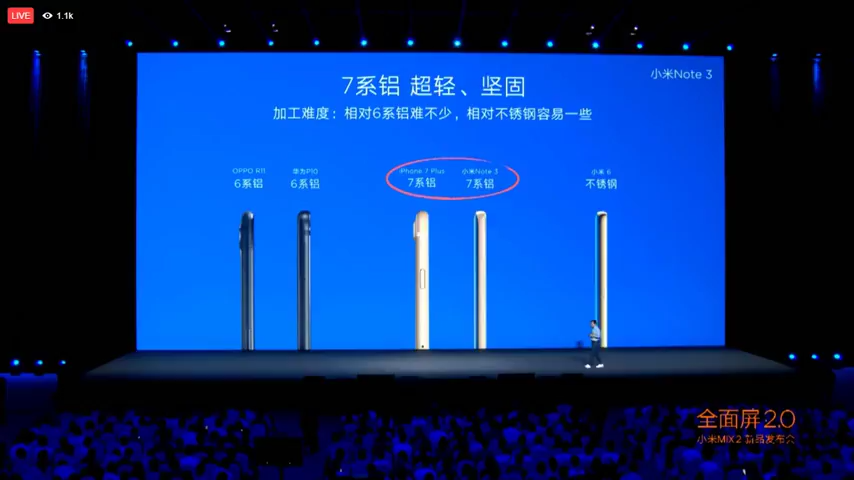 LIVE 1.1k
小米Note 3
7系铝 超轻、坚固
加工难度：相对6系铝难不少，相对不锈钢容易一些
OPPO R11
6系铝
华为P10
6系铝
iPhone 7 Plus
7系铝
小米Note 3
7系铝
小米 6
不锈钢
全面屏2.0
小米MIX2 新品发布会